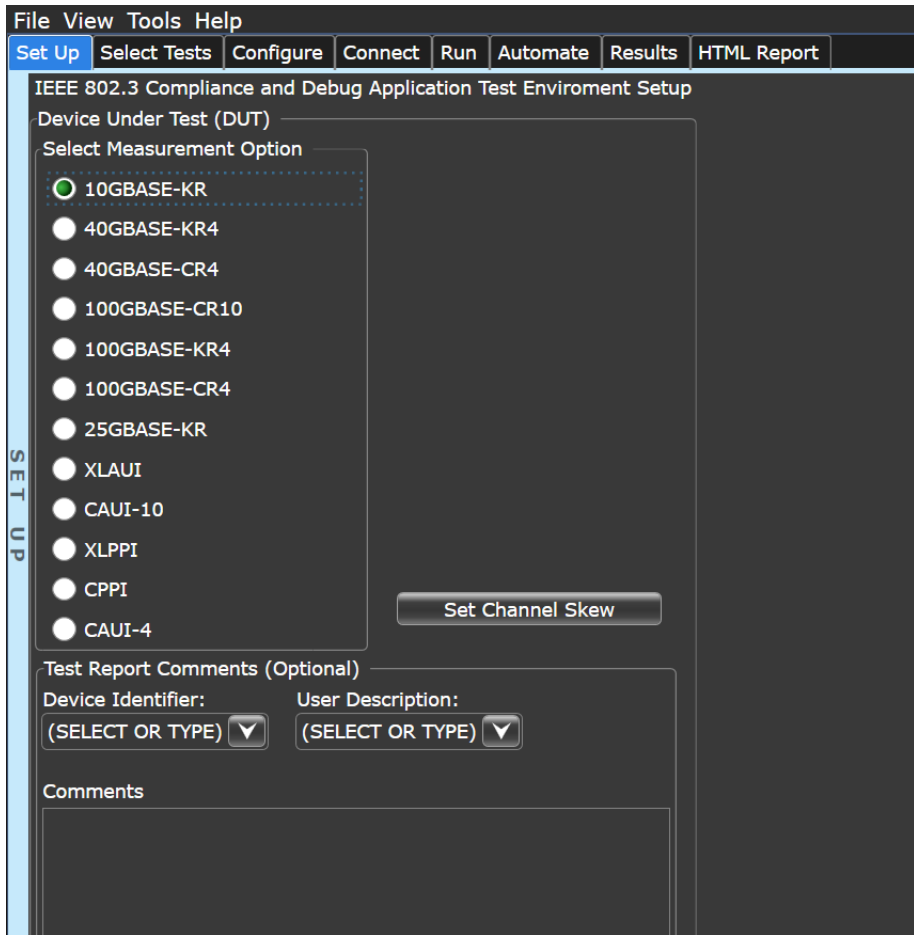 File View Tools Help
Set Up Select Tests Configure Connect Run Automate Results HTML Report
IEEE 802.3 Compliance and Debug Application Test Enviroment Setup
Device Under Test (DUT)
Select Measurement Option
10GBASE-KR
40GBASE-KR4
40GBASE-CR4
100GBASE-CR10
100GBASE-KR4
100GBASE-CR4
25GBASE-KR
XLAUI
CAUI-10
XLPPI
CPPI
CAUI-4
Set Channel Skew
SET UP
Test Report Comments (Optional)
Device Identifier: User Description:
(SELECT OR TYPE) (SELECT OR TYPE)
Comments